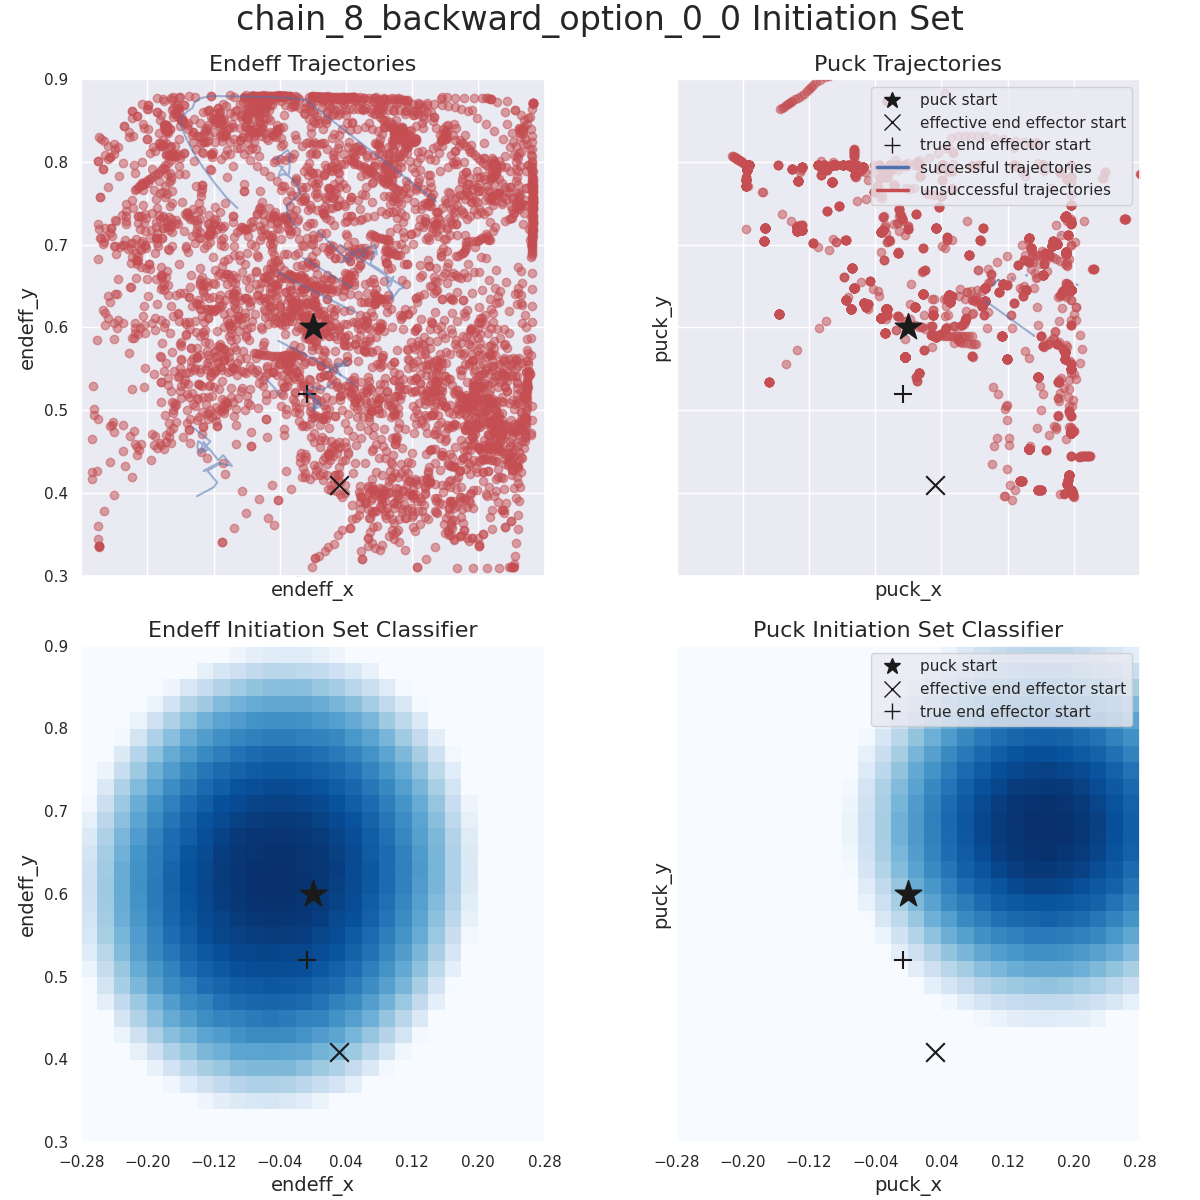 chain_8_backward_option_0_0 Initiation Set
Endeff Trajectories
0.9
0.8
0.7
0.6
0.5
0.4
0.3
endeff_y
endeff_x
Puck Trajectories
puck start
effective end effector start
true end effector start
successful trajectories
unsuccessful trajectories
puck_y
puck_x
Endeff Initiation Set Classifier
0.9
0.8
0.7
0.6
0.5
0.4
0.3
endeff_y
−0.28 −0.20 −0.12 −0.04 0.04 0.12 0.20 0.28
endeff_x
Puck Initiation Set Classifier
puck start
effective end effector start
true end effector start
puck_y
−0.28 −0.20 −0.12 −0.04 0.04 0.12 0.20 0.28
puck_x